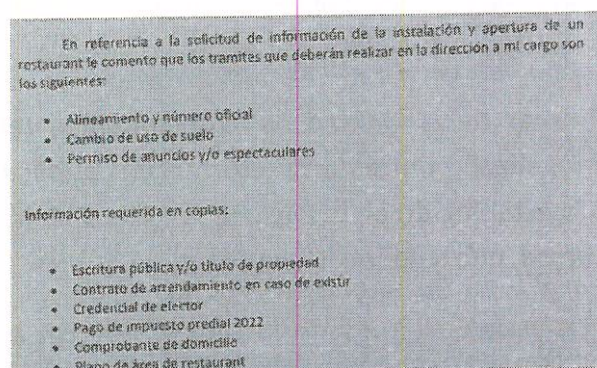 En referencia a la solicitud de información de la instalación y apertura de un
restaurant le comento que los tramites que deberán realizar en la dirección a mi cargo son
los siguientes:
• Alineamiento y número oficial
• Cambio de uso de suelo
• Permiso de anuncios y/o espectaculares
Información requerida en copias:
• Escritura pública y/o titulo de propiedad
• Contrato de arrendamiento en caso de existir
• Credencial de elector
• Pago de impuesto predial 2022
• Comprobante de domicilio
• Plano de área de restaurant